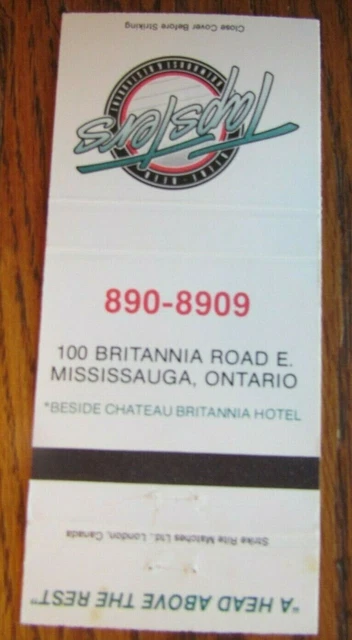 Close Cover Before Striking
Topsters
890-8909
100 BRITANNIA ROAD E.
MISSISSAUGA, ONTARIO
*BESIDE CHATEAU BRITANNIA HOTEL
Strike Rite Matches Ltd., London, Canada
"A HEAD ABOVE THE REST"